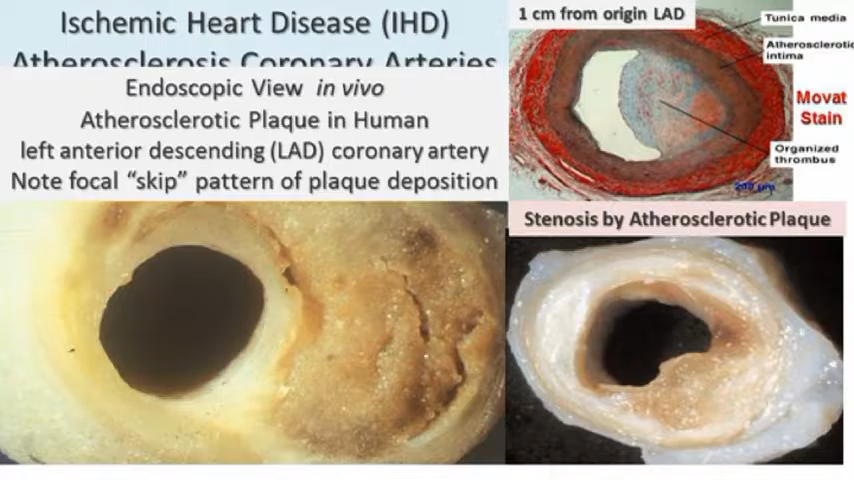 Ischemic Heart Disease (IHD)
Atherosclerosis Coronary Arteries
Endoscopic View in vivo
Atherosclerotic Plaque in Human
left anterior descending (LAD) coronary artery
Note focal “skip” pattern of plaque deposition
1 cm from origin LAD
Tunica media
Atherosclerotic
intima
Movat
Stain
Organized
thrombus
200 µm
Stenosis by Atherosclerotic Plaque